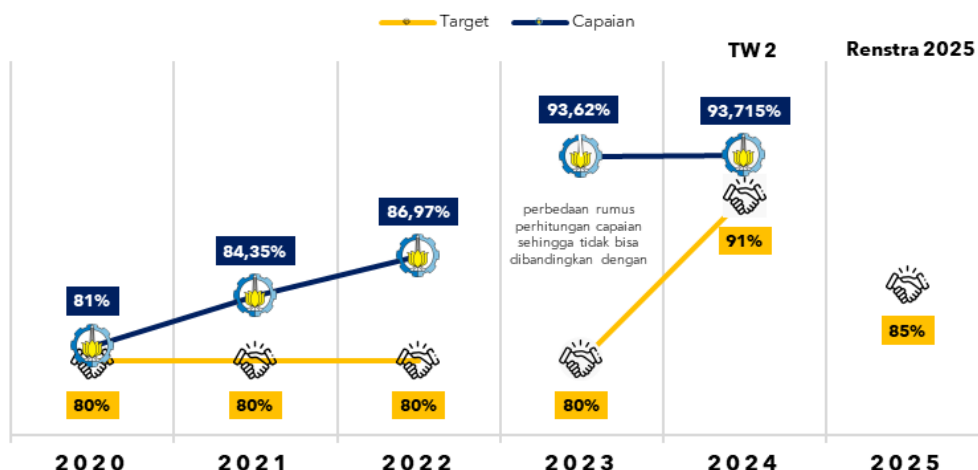 Target Capaian
TW 2 Renstra 2025
93,62% 93,715%
86,97%
perbedaan rumus
perhitungan capaian
sehingga tidak bisa
dibandingkan dengan
91%
84,35%
81%
85%
80% 80% 80% 80%
2020 2021 2022 2023 2024 2025